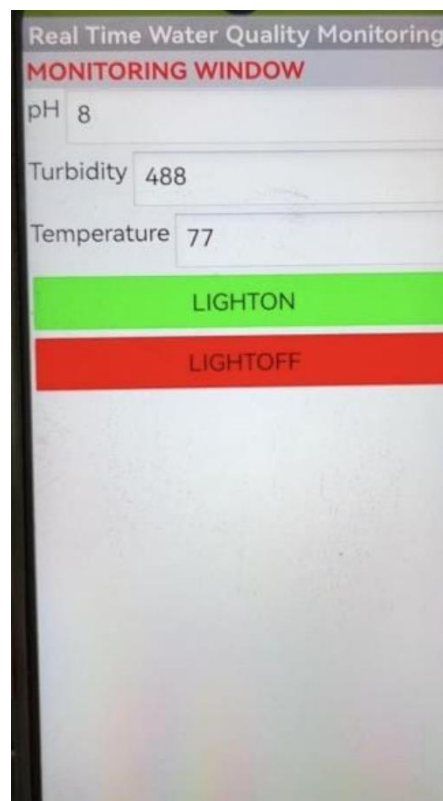 Real Time Water Quality Monitoring
MONITORING WINDOW
pH 8
Turbidity 488
Temperature 77
LIGHTON
LIGHTOFF